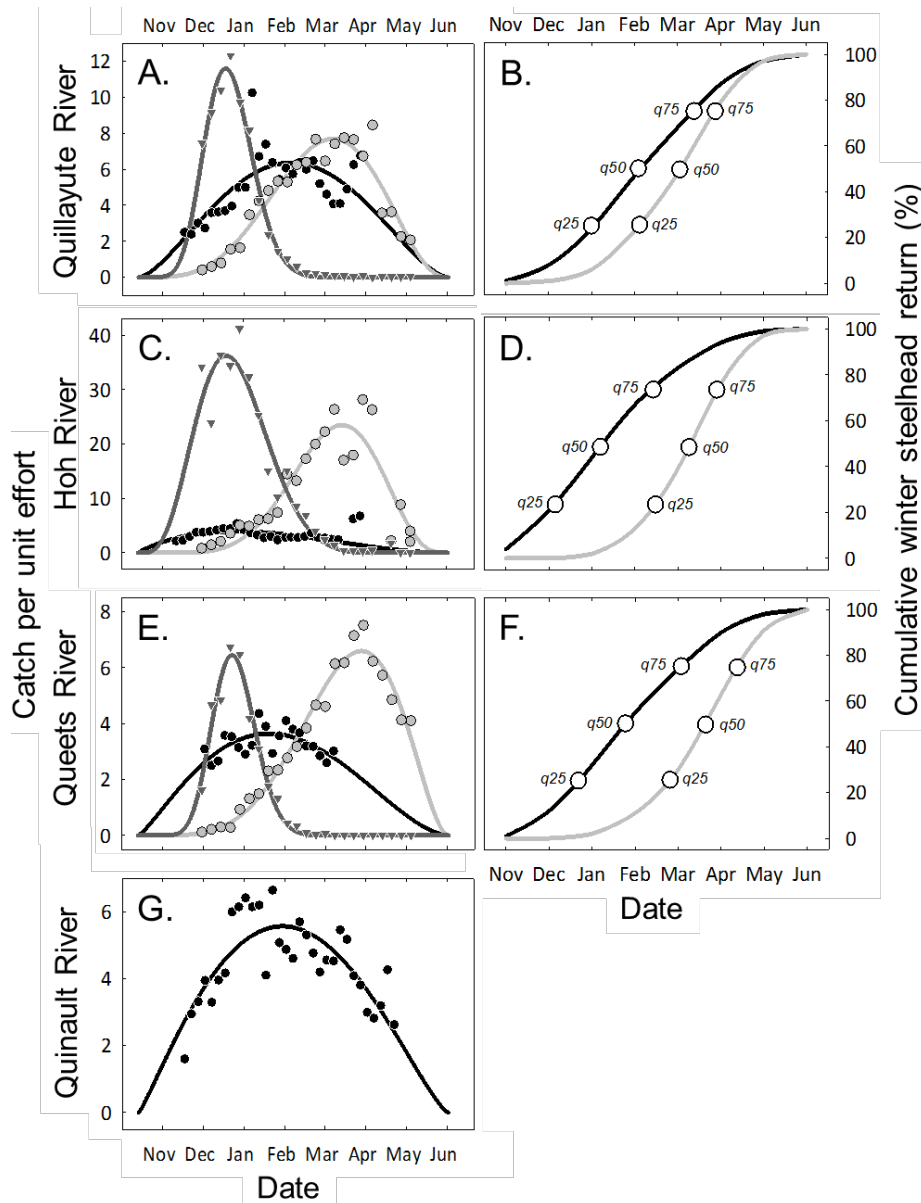 Nov Dec Jan Feb Mar Apr May Jun
Nov Dec Jan Feb Mar Apr May Jun
Quillayute River
A.
12
10
8
6
4
2
0
B.
q25
q50
q75
q75
q50
q25
100
80
60
40
20
0
Catch per unit effort
Hoh River
C.
40
30
20
10
0
D.
q25
q50
q75
q75
q50
q25
100
80
60
40
20
0
Cumulative winter steelhead return (%)
Queets River
E.
8
6
4
2
0
F.
q25
q50
q75
q75
q50
q25
100
80
60
40
20
0
Nov Dec Jan Feb Mar Apr May Jun
Date
Quinault River
G.
6
4
2
0
Nov Dec Jan Feb Mar Apr May Jun
Date